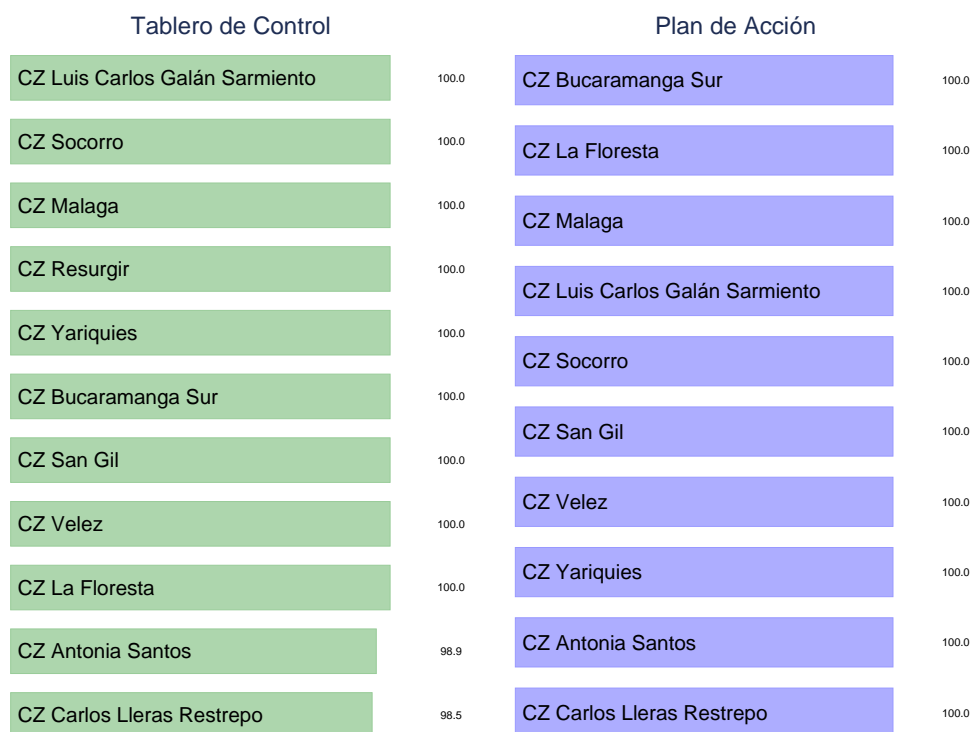 Tablero de Control
CZ Luis Carlos Galán Sarmiento 100.0
CZ Socorro 100.0
CZ Malaga 100.0
CZ Resurgir 100.0
CZ Yariquies 100.0
CZ Bucaramanga Sur 100.0
CZ San Gil 100.0
CZ Velez 100.0
CZ La Floresta 100.0
CZ Antonia Santos 98.9
CZ Carlos Lleras Restrepo 98.5
Plan de Acción
CZ Bucaramanga Sur 100.0
CZ La Floresta 100.0
CZ Malaga 100.0
CZ Luis Carlos Galán Sarmiento 100.0
CZ Socorro 100.0
CZ San Gil 100.0
CZ Velez 100.0
CZ Yariquies 100.0
CZ Antonia Santos 100.0
CZ Carlos Lleras Restrepo 100.0